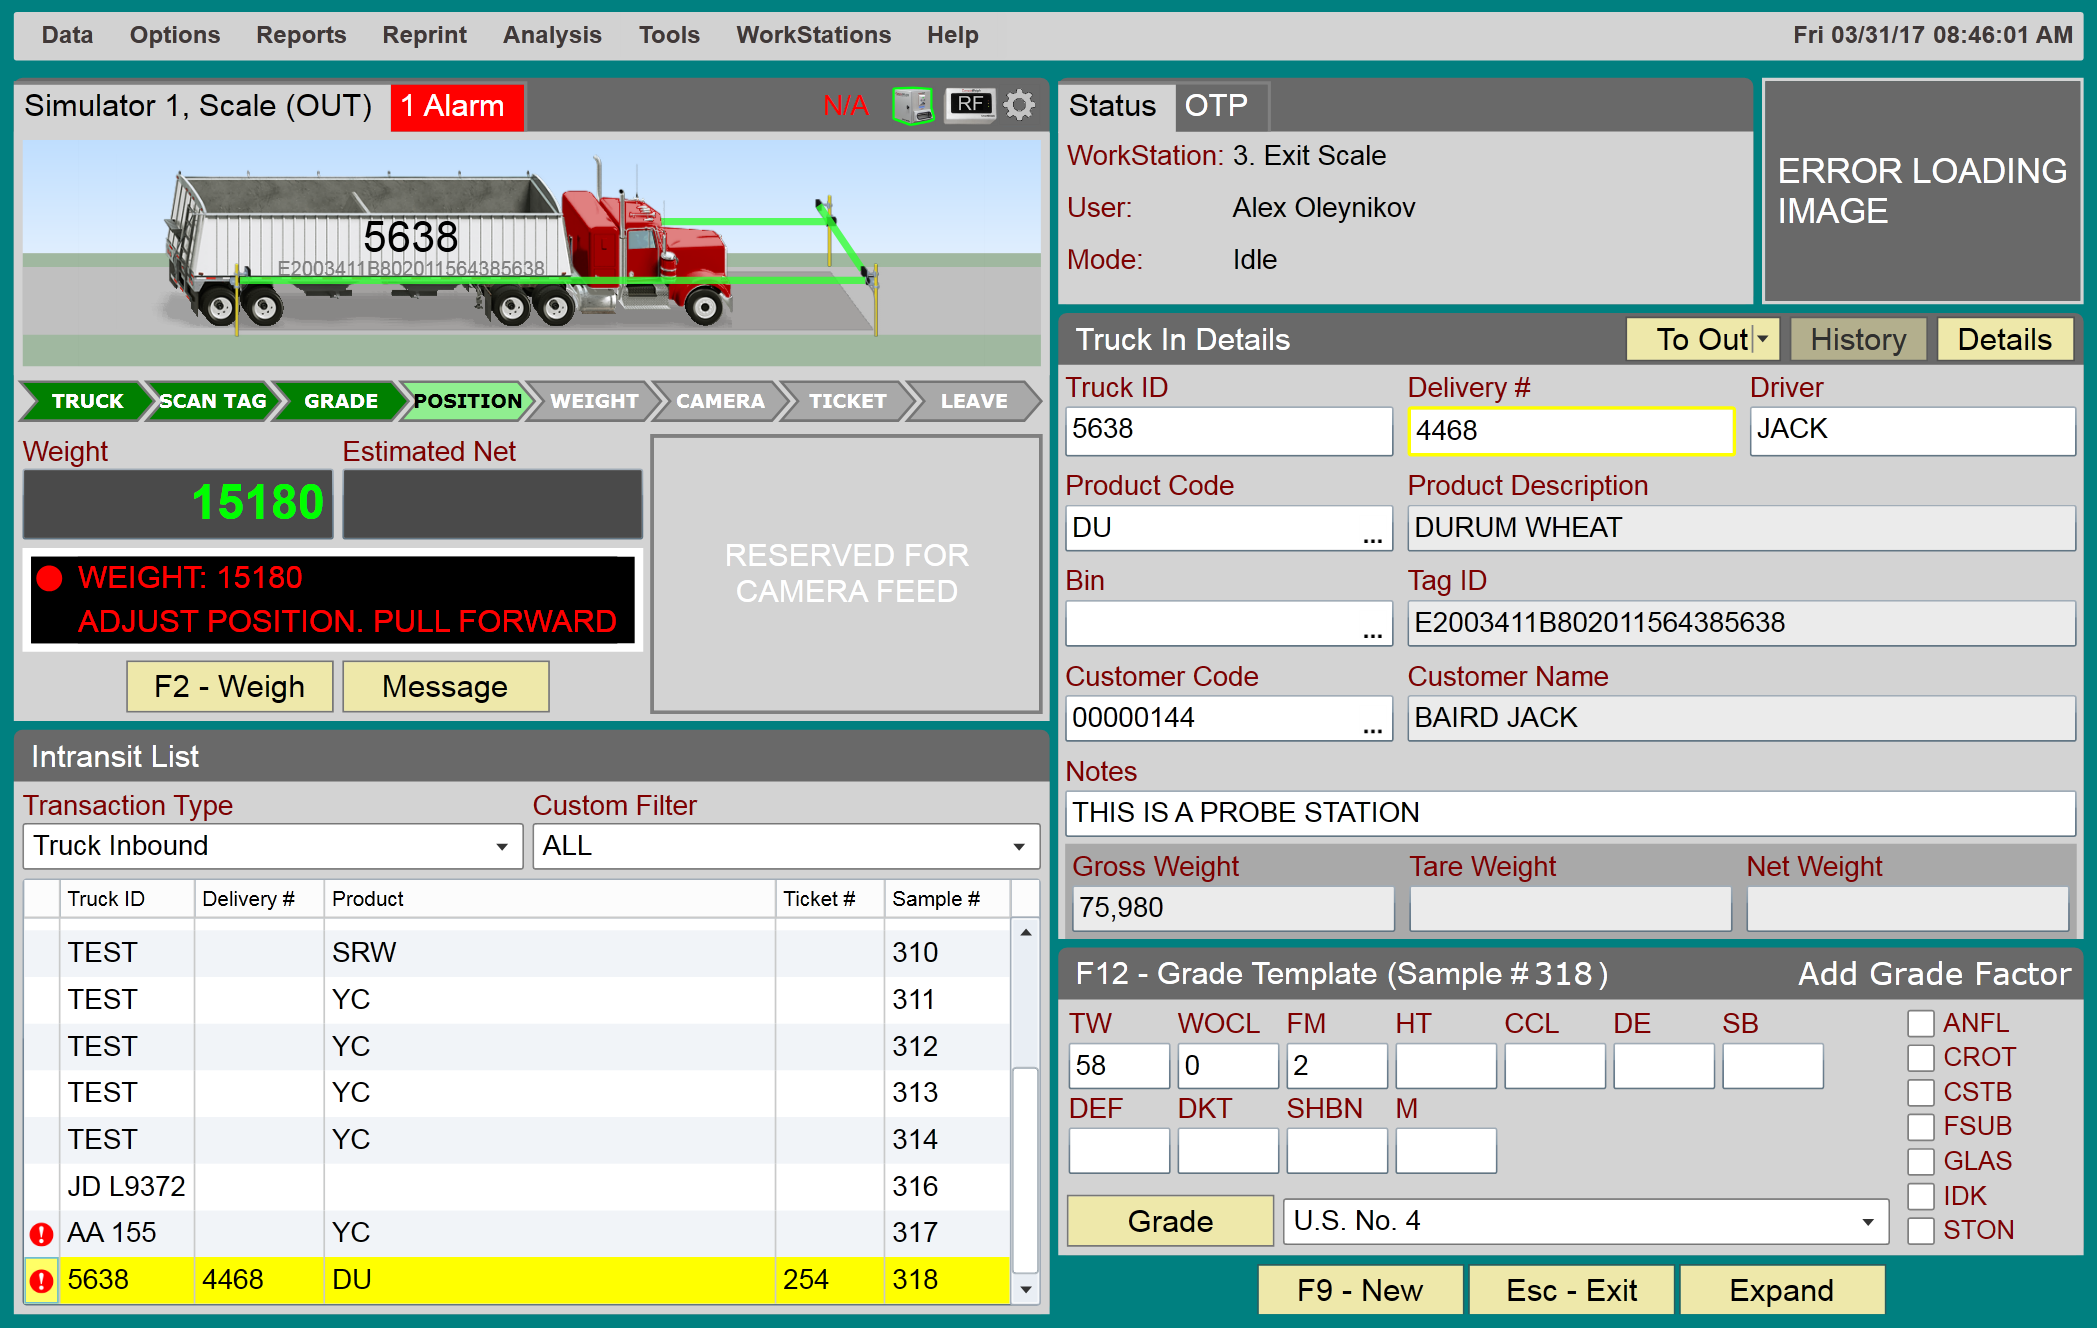 Data Options Reports Reprint Analysis Tools WorkStations Help Fri 03/31/17 08:46:01 AM
Simulator 1, Scale (OUT) 1 Alarm N/A RF
5638
E2003411B802011564385638
TRUCK SCAN TAG GRADE POSITION WEIGHT CAMERA TICKET LEAVE
Weight Estimated Net
15180
WEIGHT: 15180
ADJUST POSITION. PULL FORWARD
F2 - Weigh Message
RESERVED FOR
CAMERA FEED
Intransit List
Transaction Type Custom Filter
Truck Inbound ALL
Truck ID Delivery # Product Ticket # Sample #
TEST SRW 310
TEST YC 311
TEST YC 312
TEST YC 313
TEST YC 314
JD L9372 316
! AA 155 YC 317
! 5638 4468 DU 254 318
Status OTP
WorkStation: 3. Exit Scale
User: Alex Oleynikov
Mode: Idle
ERROR LOADING
IMAGE
Truck In Details To Out History Details
Truck ID Delivery # Driver
5638 4468 JACK
Product Code Product Description
DU ... DURUM WHEAT
Bin Tag ID
... E2003411B802011564385638
Customer Code Customer Name
00000144 ... BAIRD JACK
Notes
THIS IS A PROBE STATION
Gross Weight Tare Weight Net Weight
75,980
F12 - Grade Template (Sample # 318 ) Add Grade Factor
TW WOCL FM HT CCL DE SB
58 0 2
DEF DKT SHBN M
Grade U.S. No. 4
ANFL
CROT
CSTB
FSUB
GLAS
IDK
STON
F9 - New Esc - Exit Expand